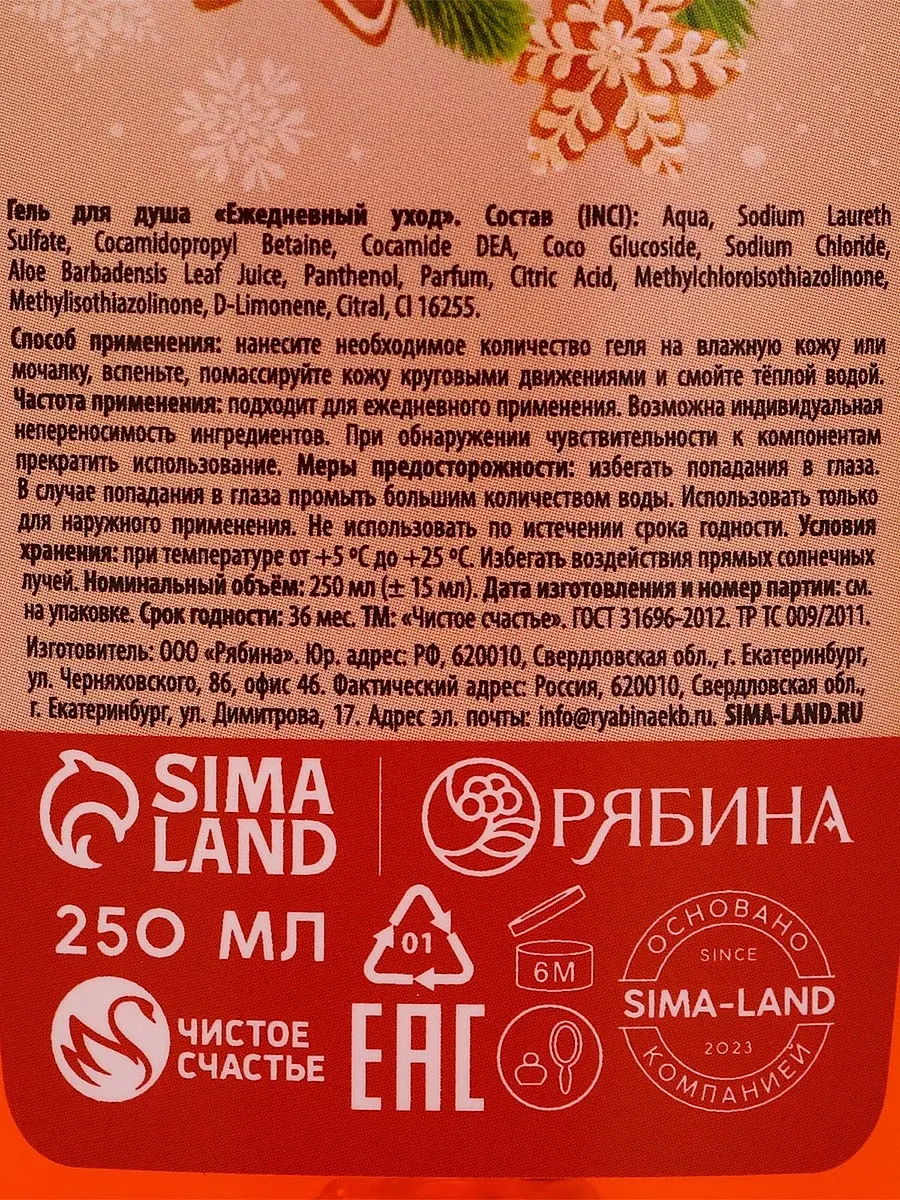 Гель для душа «Ежедневный уход». Состав (INCI): Aqua, Sodium Laureth
Sulfate, Cocamidopropyl Betaine, Cocamide DEA, Coco Glucoside, Sodium Chloride,
Aloe Barbadensis Leaf Juice, Panthenol, Parfum, Citric Acid, Methylchloroisothiazolinone,
Methylisothiazolinone, D-Limonene, Citral, CI 16255.
Способ применения: нанесите необходимое количество геля на влажную кожу или
мочалку, вспеньте, помассируйте кожу круговыми движениями и смойте тёплой водой.
Частота применения: подходит для ежедневного применения. Возможна индивидуальная
непереносимость ингредиентов. При обнаружении чувствительности к компонентам
прекратить использование. Меры предосторожности: избегать попадания в глаза.
В случае попадания в глаза промыть большим количеством воды. Использовать только
для наружного применения. Не использовать по истечении срока годности. Условия
хранения: при температуре от +5 ºС до +25 ºС. Избегать воздействия прямых солнечных
лучей. Номинальный объём: 250 мл (± 15 мл). Дата изготовления и номер партии: см.
на упаковке. Срок годности: 36 мес. ТМ: «Чистое счастье». ГОСТ 31696-2012. ТР ТС 009/2011.
Изготовитель: ООО «Рябина». Юр. адрес: РФ, 620010, Свердловская обл., г. Екатеринбург,
ул. Черняховского, 86, офис 46. Фактический адрес: Россия, 620010, Свердловская обл.,
г. Екатеринбург, ул. Димитрова, 17. Адрес эл. почты: info@ryabinaekb.ru. SIMA-LAND.RU
SIMA
LAND
РЯБИНА
250 МЛ
01
6М
ОСНОВАНО
SINCE
SIMA-LAND
2023
КОМПАНИЕЙ
ЧИСТОЕ
СЧАСТЬЕ
ЕАС